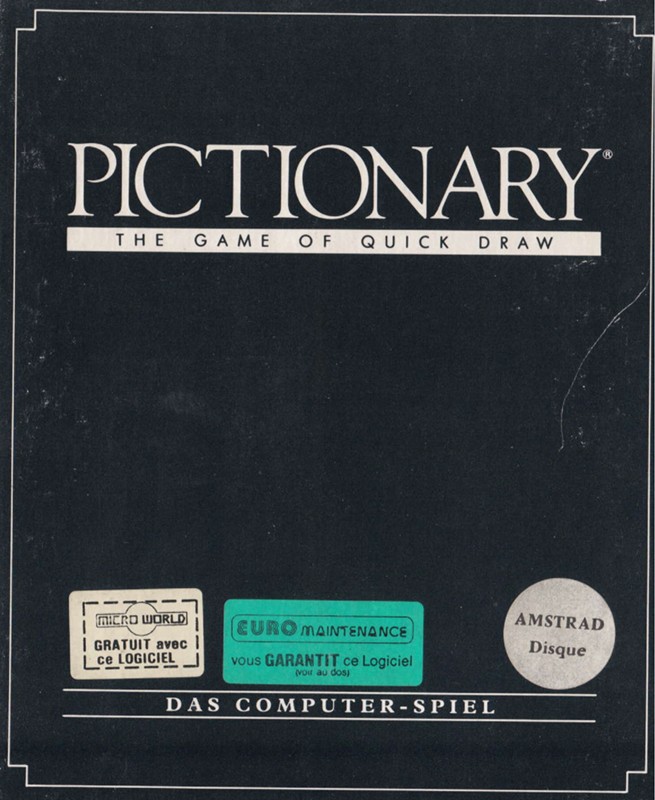 PICTIONARY®
THE GAME OF QUICK DRAW
MICRO WORLD
GRATUIT avec
ce LOGICIEL
EURO MAINTENANCE
vous GARANTIT ce Logiciel
(voir au dos)
AMSTRAD
Disque
DAS COMPUTER-SPIEL